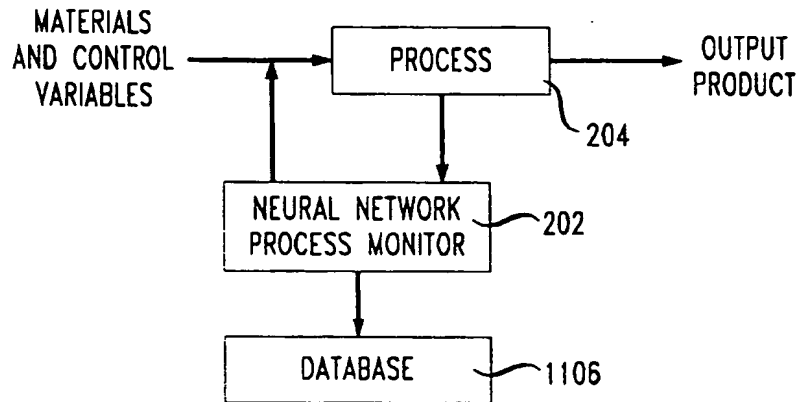 MATERIALS
AND CONTROL
VARIABLES
PROCESS
OUTPUT
PRODUCT
204
NEURAL NETWORK
PROCESS MONITOR
202
DATABASE
1106